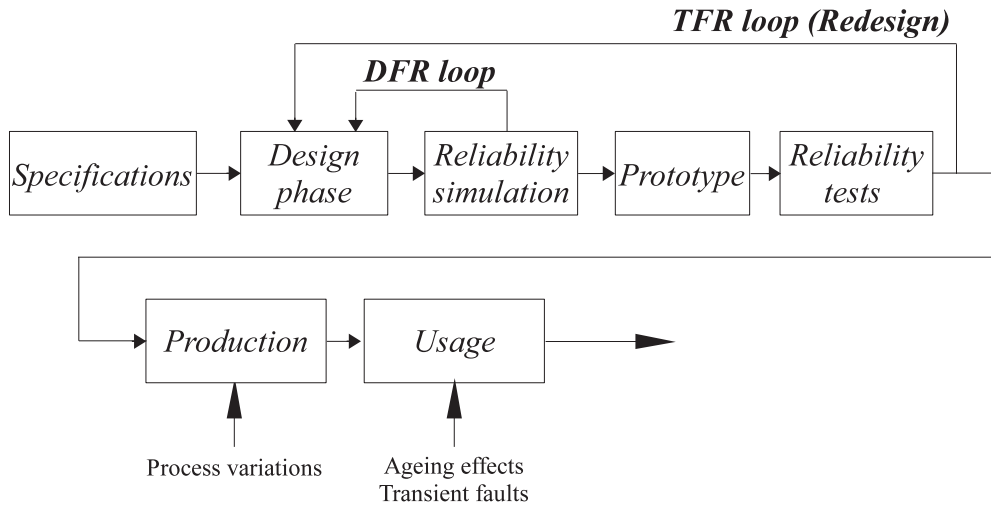 TFR loop (Redesign)
DFR loop
Specifications
Design
phase
Reliability
simulation
Prototype
Reliability
tests
Production
Usage
Process variations
Ageing effects
Transient faults